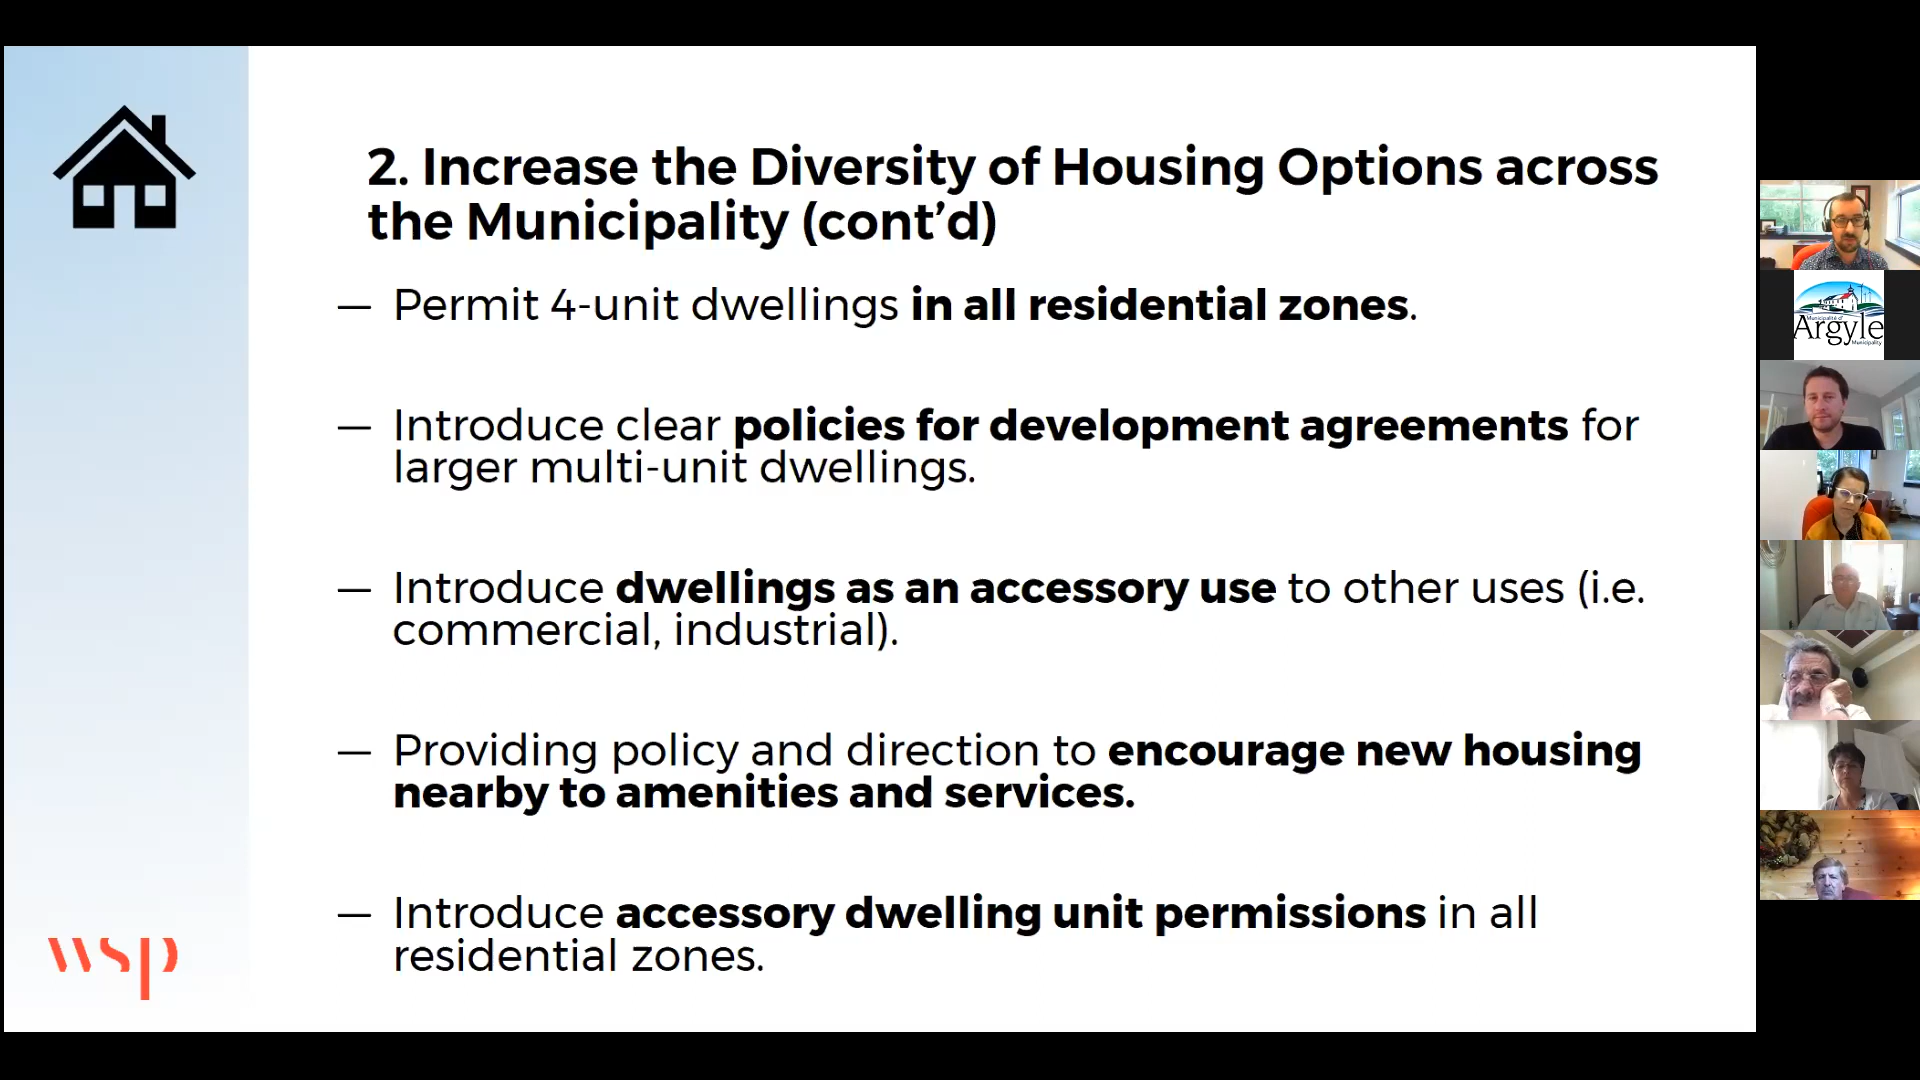 2. Increase the Diversity of Housing Options across
the Municipality (cont’d)
— Permit 4-unit dwellings in all residential zones.
— Introduce clear policies for development agreements for
larger multi-unit dwellings.
— Introduce dwellings as an accessory use to other uses (i.e.
commercial, industrial).
— Providing policy and direction to encourage new housing
nearby to amenities and services.
— Introduce accessory dwelling unit permissions in all
residential zones.
wsp
Municipalité d'
Argyle
Municipality